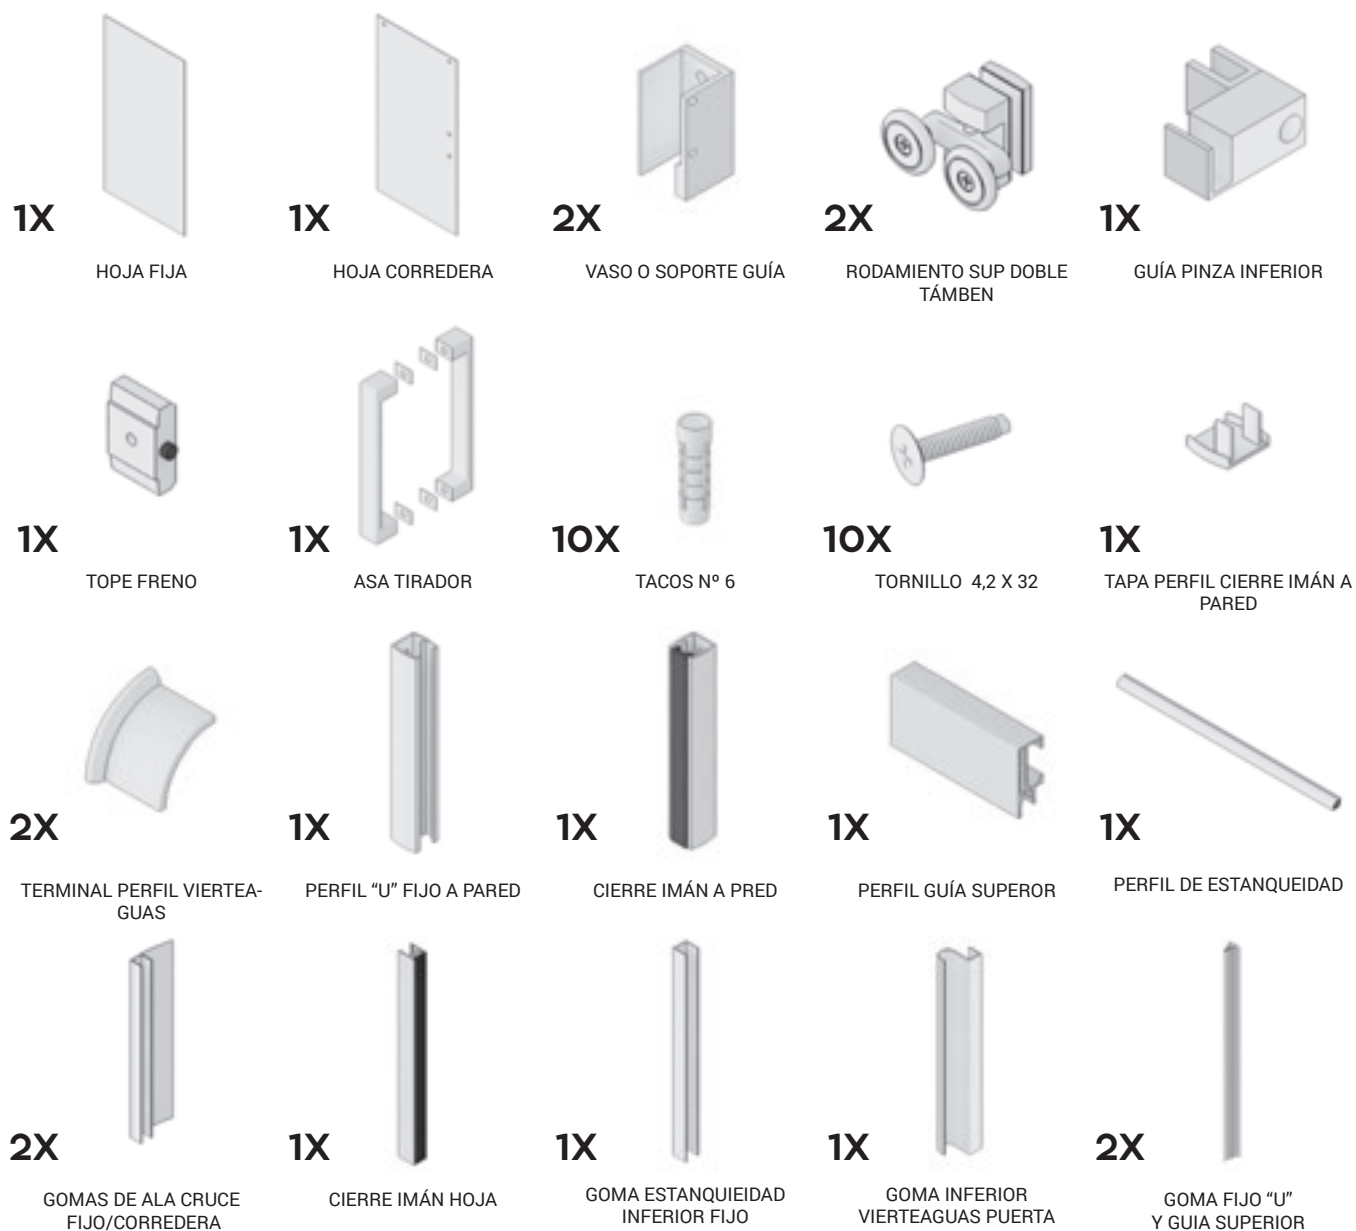 1X
HOJA FIJA
1X
HOJA CORREDERA
2X
VASO O SOPORTE GUÍA
2X
RODAMIENTO SUP DOBLE
TÁMBEN
1X
GUÍA PINZA INFERIOR
1X
TOPE FRENO
1X
ASA TIRADOR
10X
TACOS Nº 6
10X
TORNILLO 4,2 X 32
1X
TAPA PERFIL CIERRE IMÁN A
PARED
2X
TERMINAL PERFIL VIERTEA-
GUAS
1X
PERFIL “U” FIJO A PARED
1X
CIERRE IMÁN A PRED
1X
PERFIL GUÍA SUPEROR
1X
PERFIL DE ESTANQUEIDAD
2X
GOMAS DE ALA CRUCE
FIJO/CORREDERA
1X
CIERRE IMÁN HOJA
1X
GOMA ESTANQUIEIDAD
INFERIOR FIJO
1X
GOMA INFERIOR
VIERTEAGUAS PUERTA
2X
GOMA FIJO “U”
Y GUIA SUPERIOR